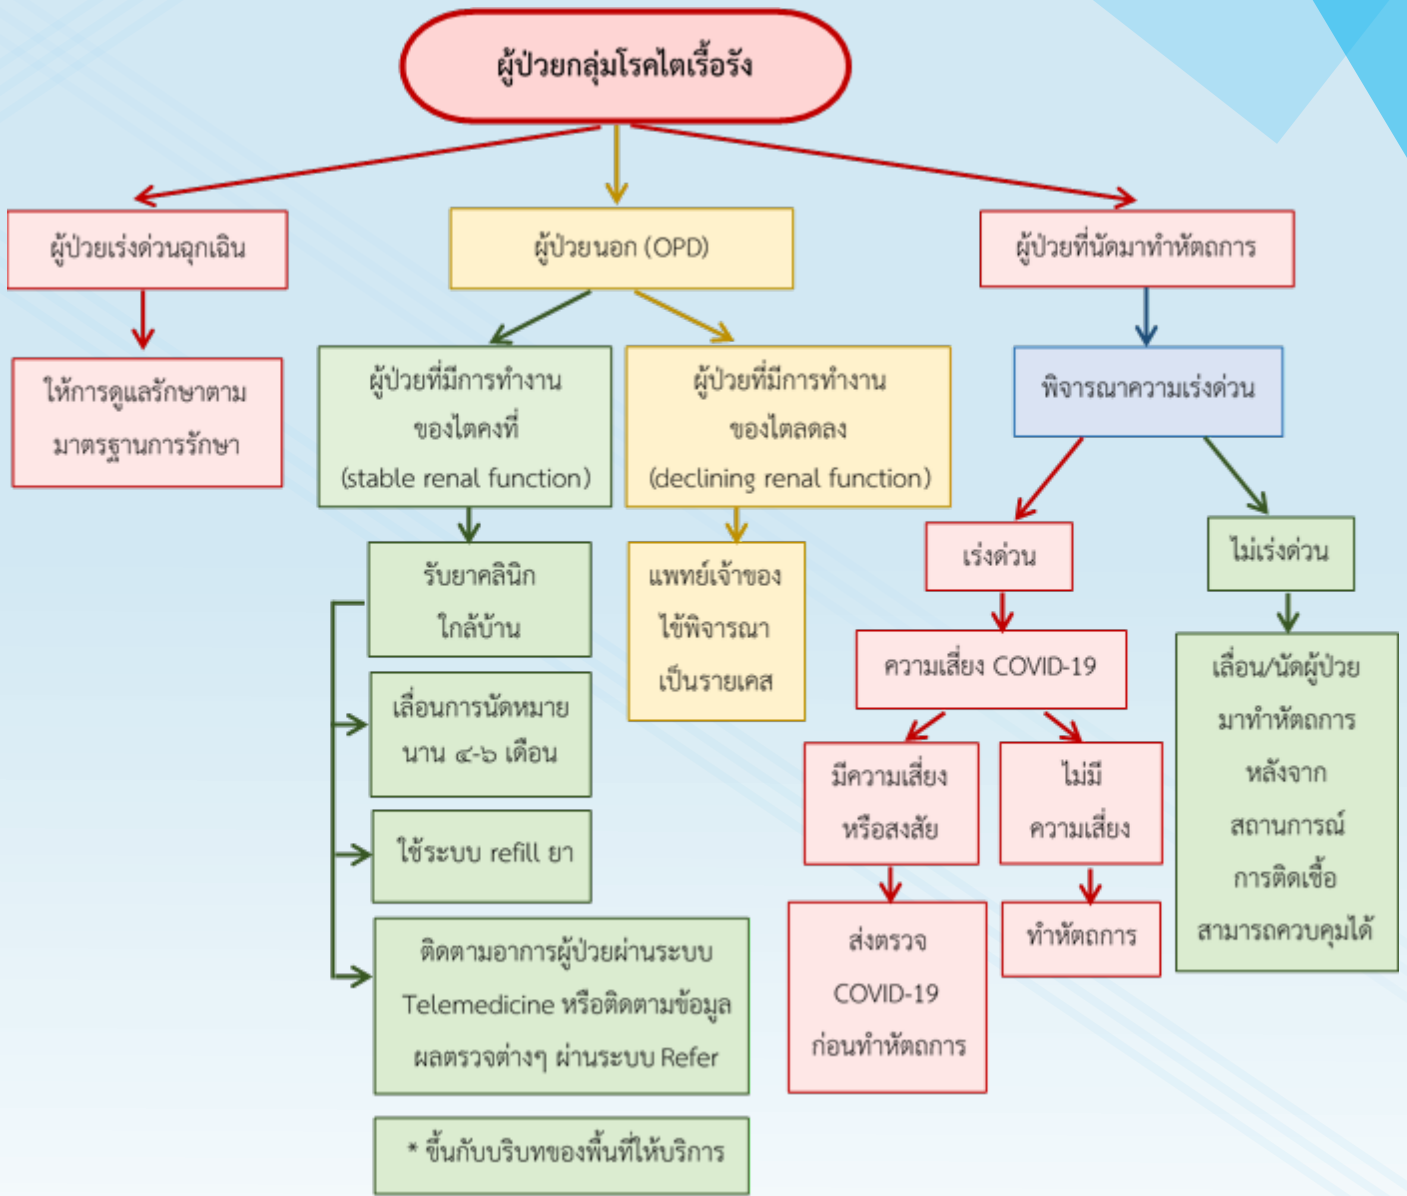 ผู้ป่วยกลุ่มโรคไตเรื้อรัง
ผู้ป่วยเร่งด่วนฉุกเฉิน
ให้การดูแลรักษาตาม
มาตรฐานการรักษา
ผู้ป่วยนอก (OPD)
ผู้ป่วยที่มีการทำงาน
ของไตคงที่
(stable renal function)
รับยาคลินิก
ใกล้บ้าน
เลื่อนการนัดหมาย
นาน ๔-๖ เดือน
ใช้ระบบ refill ยา
ติดตามอาการผู้ป่วยผ่านระบบ
Telemedicine หรือติดตามข้อมูล
ผลตรวจต่างๆ ผ่านระบบ Refer
* ขึ้นกับบริบทของพื้นที่ให้บริการ
ผู้ป่วยที่มีการทำงาน
ของไตลดลง
(declining renal function)
แพทย์เจ้าของ
ไข้พิจารณา
เป็นรายเคส
ผู้ป่วยที่นัดมาทำหัตถการ
พิจารณาความเร่งด่วน
เร่งด่วน
ความเสี่ยง COVID-19
มีความเสี่ยง
หรือสงสัย
ส่งตรวจ
COVID-19
ก่อนทำหัตถการ
ไม่มี
ความเสี่ยง
ทำหัตถการ
ไม่เร่งด่วน
เลื่อน/นัดผู้ป่วย
มาทำหัตถการ
หลังจาก
สถานการณ์
การติดเชื้อ
สามารถควบคุมได้